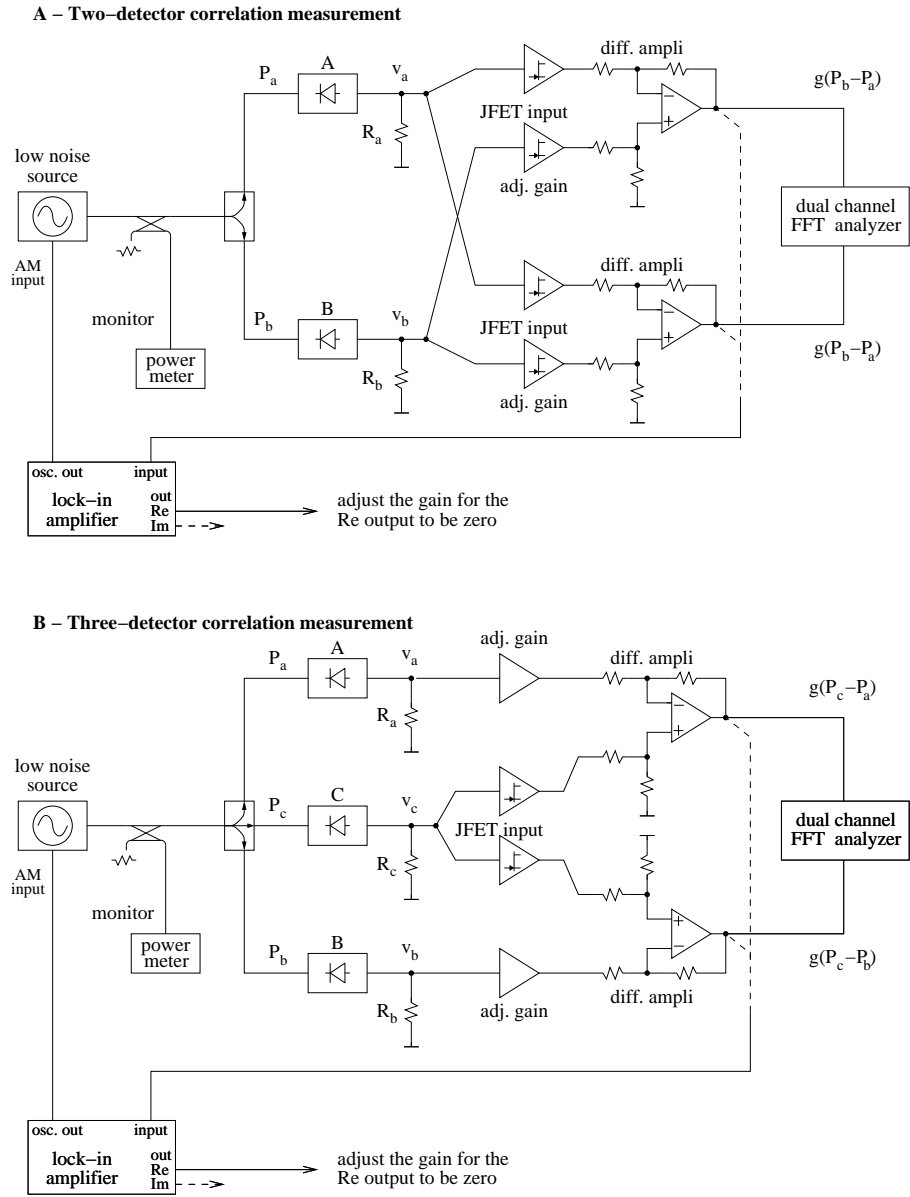 A – Two–detector correlation measurement
diff. ampli
g(P_b–P_a)
P_a
A
v_a
R_a
JFET input
adj. gain
low noise
source
AM
input
monitor
power
meter
dual channel
FFT analyzer
P_b
B
v_b
R_b
diff. ampli
JFET input
adj. gain
g(P_b–P_a)
osc. out
input
lock–in
amplifier
out
Re
Im
adjust the gain for the
Re output to be zero
B – Three–detector correlation measurement
P_a
A
v_a
R_a
adj. gain
diff. ampli
g(P_c–P_a)
low noise
source
AM
input
monitor
power
meter
P_c
C
v_c
R_c
JFET input
dual channel
FFT analyzer
P_b
B
v_b
R_b
adj. gain
diff. ampli
g(P_c–P_b)
osc. out
input
lock–in
amplifier
out
Re
Im
adjust the gain for the
Re output to be zero